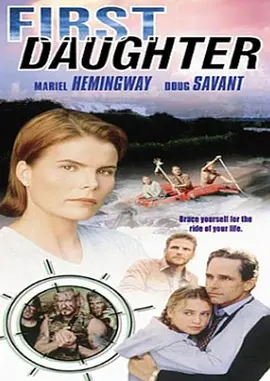 FIRST
DAUGHTER
MARIEL HEMINGWAY DOUG SAVANT
Brace yourself for the
ride of your life.